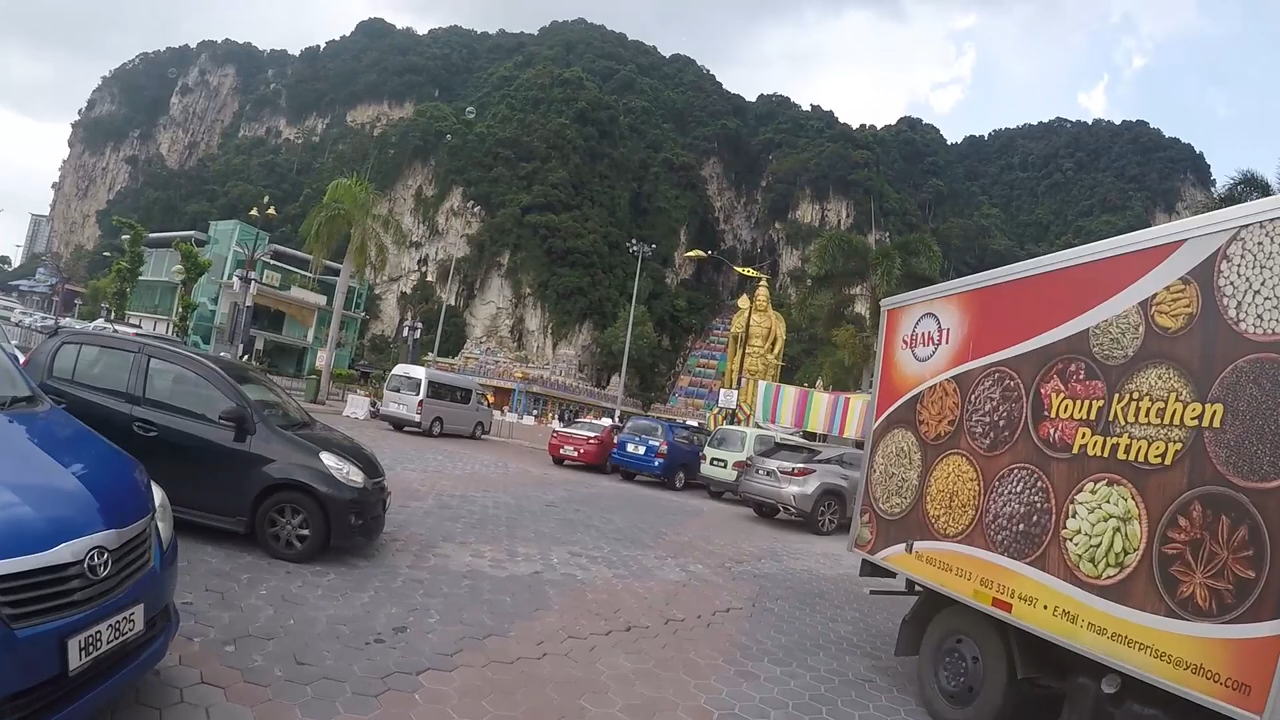 SHAKTI
Your Kitchen
Partner
Tel: 603 3324 3313 / 603 3318 4497 • E-Mail : map.enterprises@yahoo.com
HBB 2825